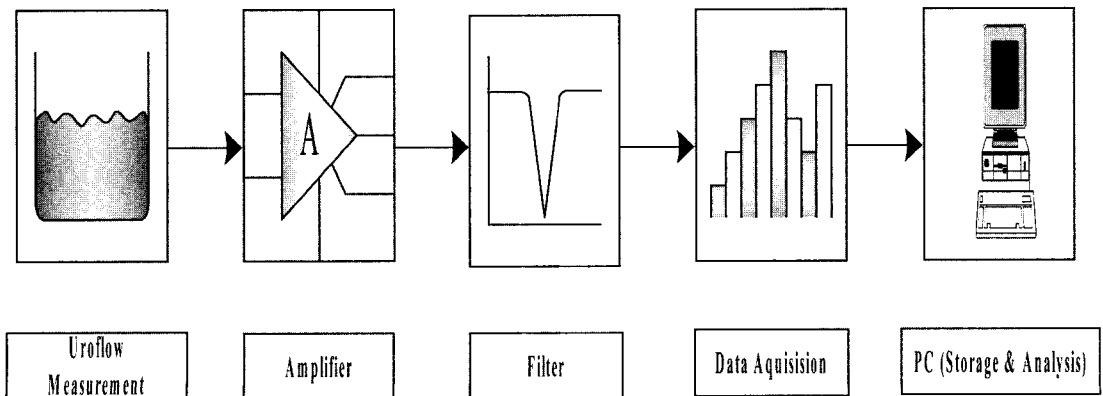 A
Uroflow
Measurement
Amplifier
Filter
Data Aquisision
PC (Storage & Analysis)